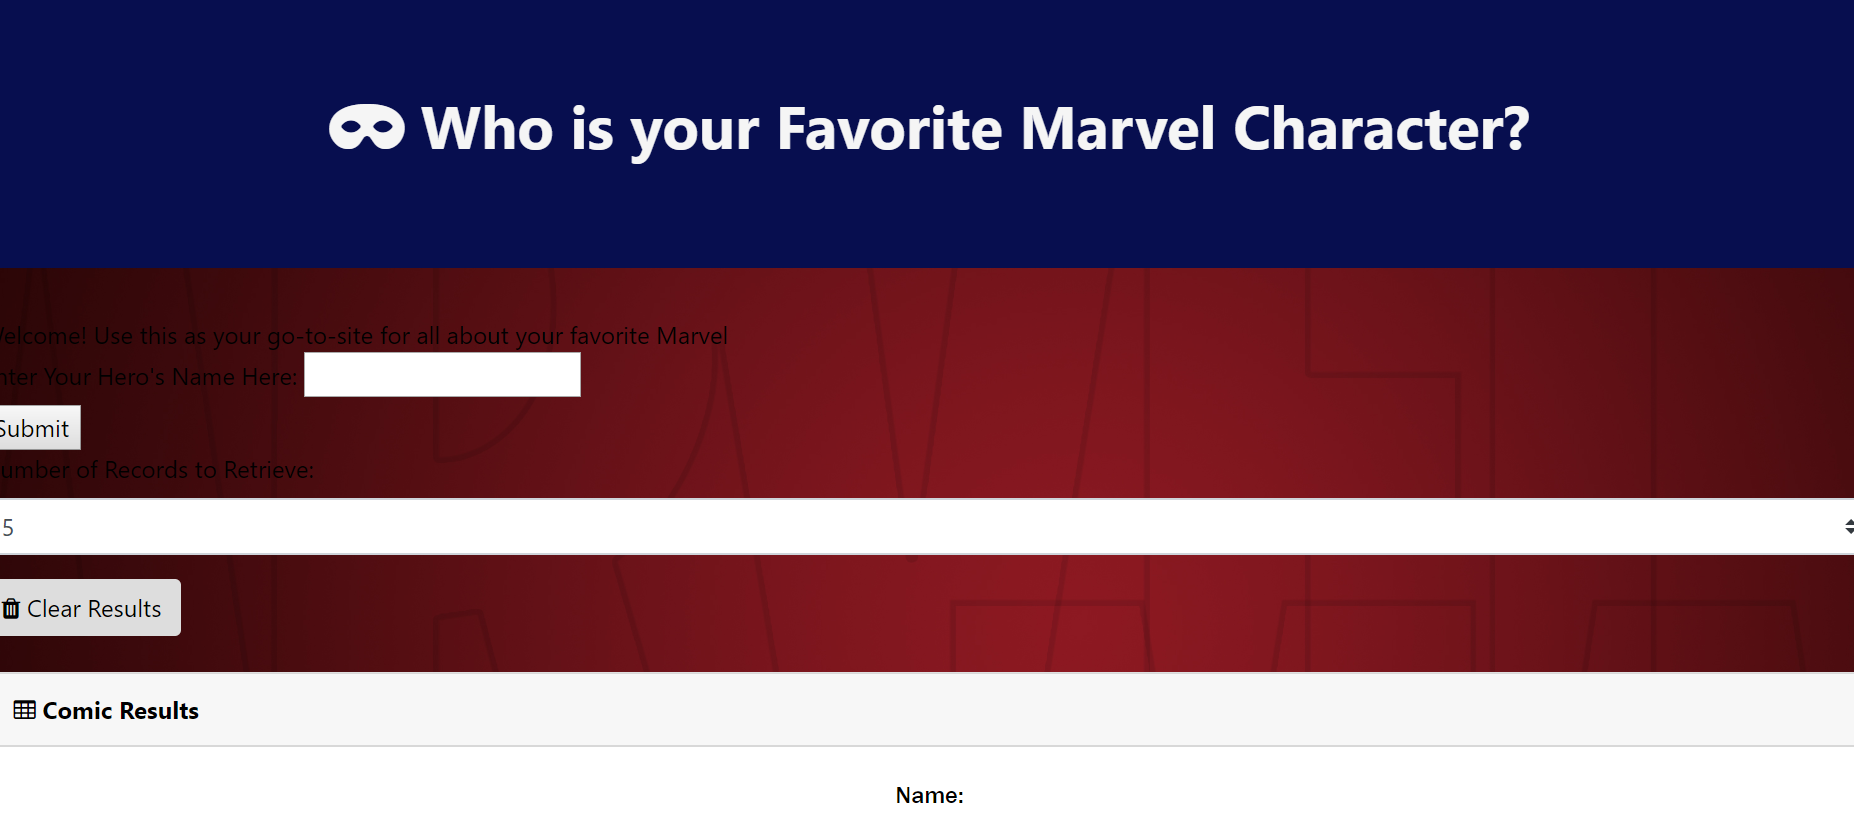 Who is your Favorite Marvel Character?
elcome! Use this as your go-to-site for all about your favorite Marvel
nter Your Hero's Name Here:
Submit
umber of Records to Retrieve:
5
Clear Results
Comic Results
Name: